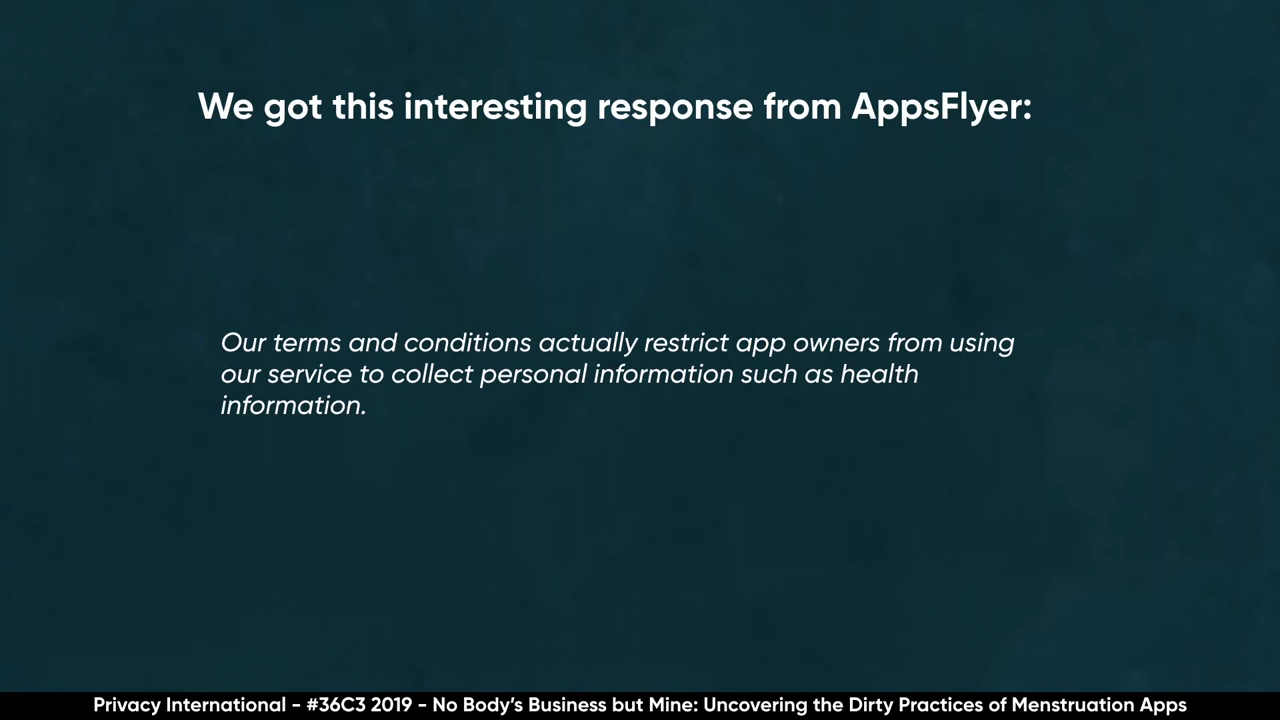 We got this interesting response from AppsFlyer:
Our terms and conditions actually restrict app owners from using
our service to collect personal information such as health
information.
Privacy International - #36C3 2019 - No Body's Business but Mine: Uncovering the Dirty Practices of Menstruation Apps